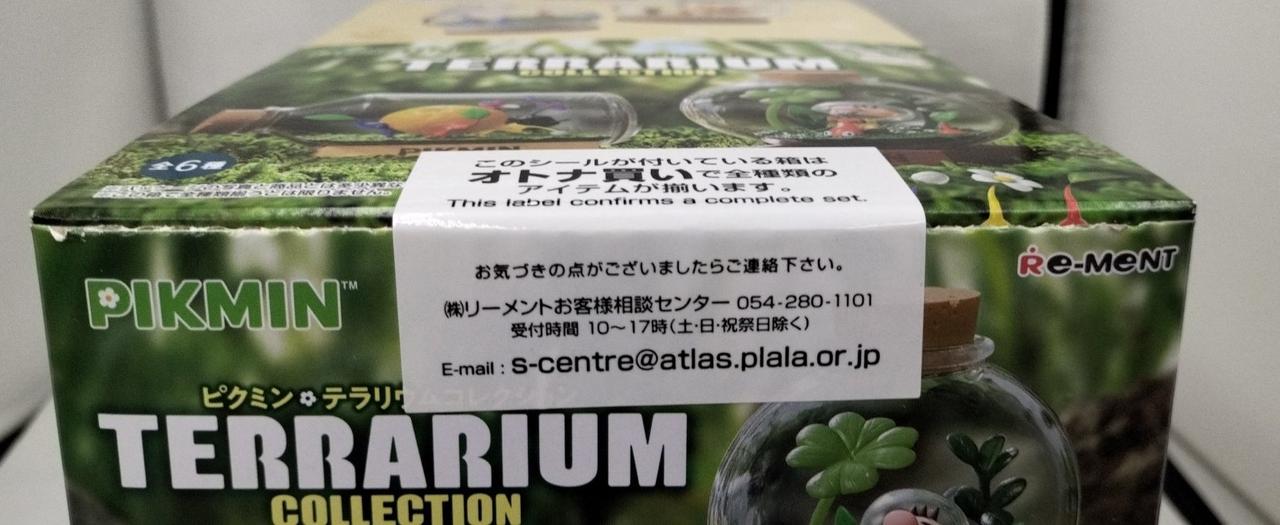 TERRARIUM
COLLECTION
PIKMIN
全6種
このシールが付いている箱は
オトナ買いで全種類の
アイテムが揃います。
This label confirms a complete set.
お気づきの点がございましたらご連絡下さい。
㈱リーメントお客様相談センター 054-280-1101
受付時間 10～17時(土・日・祝祭日除く)
E-mail : s-centre@atlas.plala.or.jp
Re-MeNT
PIKMIN™
ピクミン テラリウムコレクション
TERRARIUM
COLLECTION